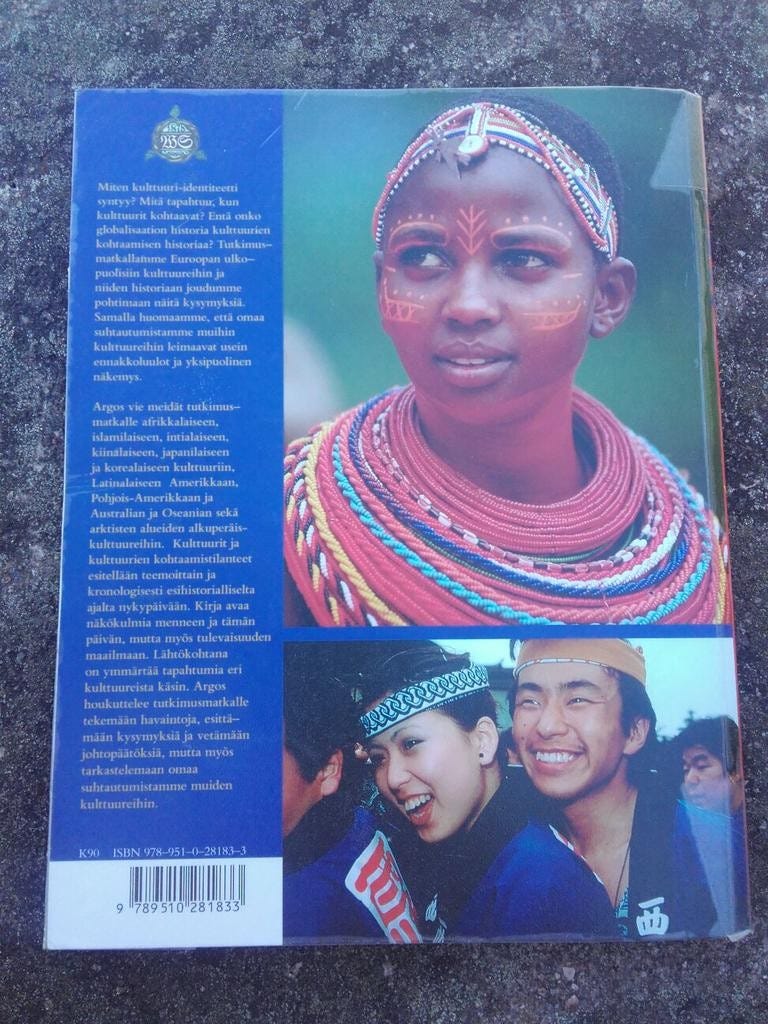 1878
WS
Miten kulttuuri-identiteetti
syntyy? Mitä tapahtuu, kun
kulttuurit kohtaavat? Entä onko
globalisaation historia kulttuurien
kohtaamisen historiaa? Tutkimus-
matkallamme Euroopan ulko-
puolisiin kulttuureihin ja
niiden historiaan joudumme
pohtimaan näitä kysymyksiä.
Samalla huomaamme, että omaa
suhtautumistamme muihin
kulttuureihin leimaavat usein
ennakkoluulot ja yksipuolinen
näkemys.
Argos vie meidät tutkimus-
matkalle afrikkalaiseen,
islamilaiseen, intialaiseen,
kiinalaiseen, japanilaiseen
ja korealaiseen kulttuuriin,
Latinalaiseen Amerikkaan,
Pohjois-Amerikkaan ja
Australian ja Oseanian sekä
arktisten alueiden alkuperäis-
kulttuureihin. Kulttuurit ja
kulttuurien kohtaamistilanteet
esitellään teemoittain ja
kronologisesti esihistorialliselta
ajalta nykypäivään. Kirja avaa
näkökulmia menneen ja tämän
päivän, mutta myös tulevaisuuden
maailmaan. Lähtökohtana
on ymmärtää tapahtumia eri
kulttuureista käsin. Argos
houkuttelee tutkimusmatkalle
tekemään havaintoja, esittä-
mään kysymyksiä ja vetämään
johtopäätöksiä, mutta myös
tarkastelemaan omaa
suhtautumistamme muiden
kulttuureihin.
K90 ISBN 978-951-0-28183-3
9 789510 281833
西